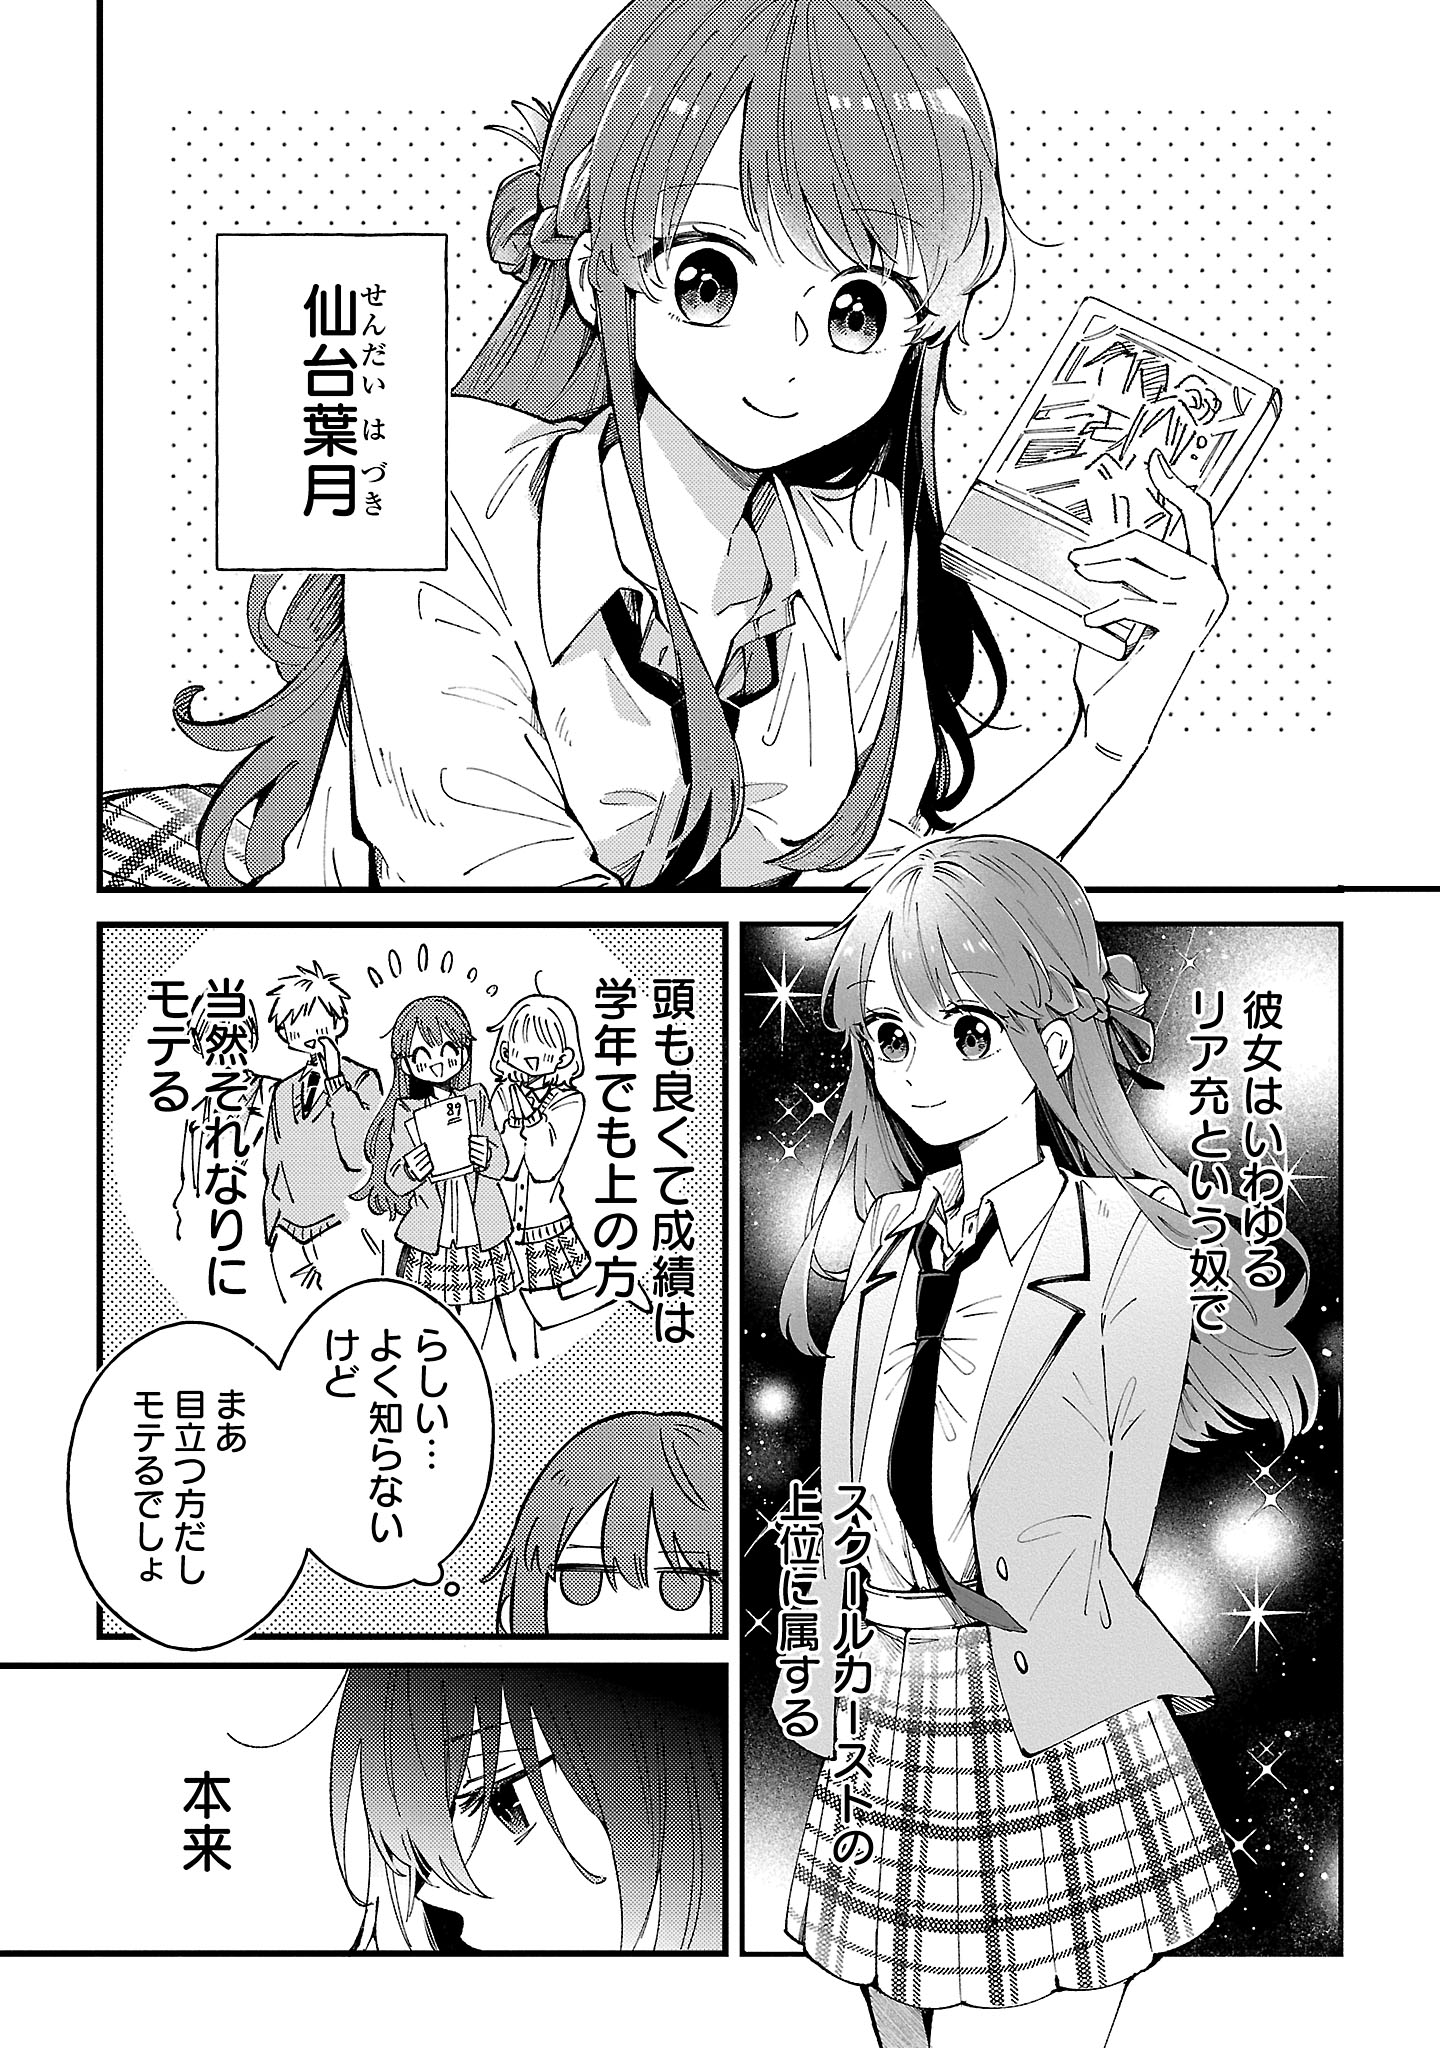 仙台葉月
せんだいはづき
彼女はいわゆる
リア充という奴で
スクールカーストの
上位に属する
頭も良くて成績は
学年でも上の方
当然それなりに
モテる
89
らしい…
よく知らない
けど
まあ
目立つ方だし
モテるでしょ
本来